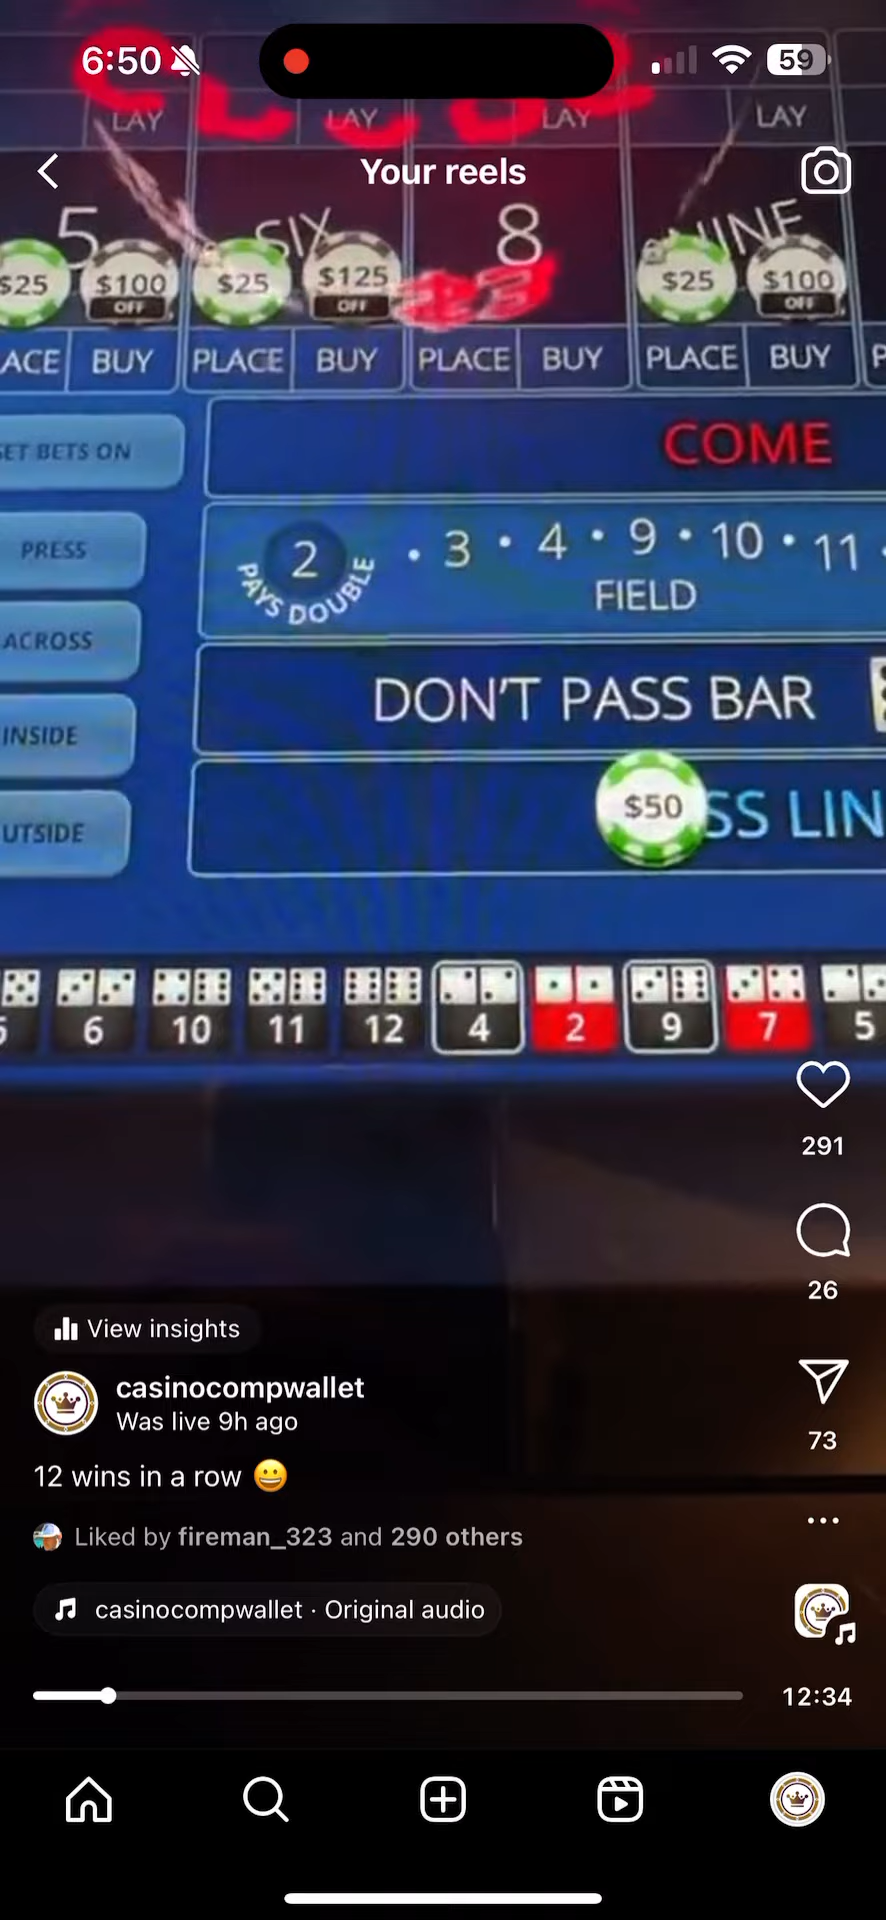 6:50
59
LAY LAY LAY LAY
Your reels
5 SIX 8 NINE
$25 $100 $25 $125 $25 $100
OFF OFF OFF
ACE BUY PLACE BUY PLACE BUY PLACE BUY P
ET BETS ON
COME
PRESS
2 • 3 • 4 • 9 • 10 • 11 •
PAYS DOUBLE
FIELD
ACROSS
DON'T PASS BAR
INSIDE
$50 SS LIN
UTSIDE
6 10 11 12 4 2 9 7 5
291
26
View insights
casinocompwallet
Was live 9h ago
73
12 wins in a row 😀
Liked by fireman_323 and 290 others
casinocompwallet · Original audio
12:34